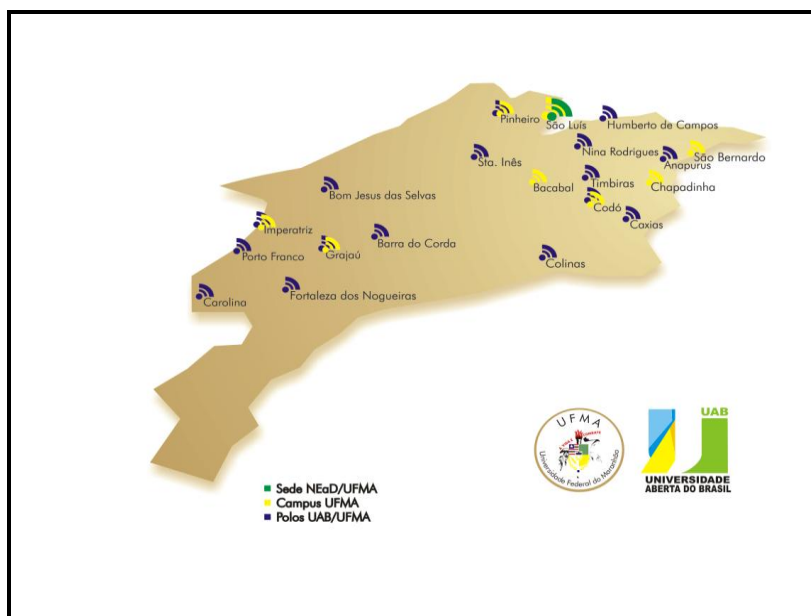 Pinheiro
São Luís
Humberto de Campos
Sta. Inês
Nina Rodrigues
Anapurus
São Bernardo
Bacabal
Timbiras
Chapadinha
Bom Jesus das Selvas
Codó
Caxias
Imperatriz
Porto Franco
Grajaú
Barra do Corda
Colinas
Carolina
Fortaleza dos Nogueiras
UFMA
Universidade Federal do Maranhão
UAB
UNIVERSIDADE
ABERTA DO BRASIL
Sede NEaD/UFMA
Campus UFMA
Polos UAB/UFMA